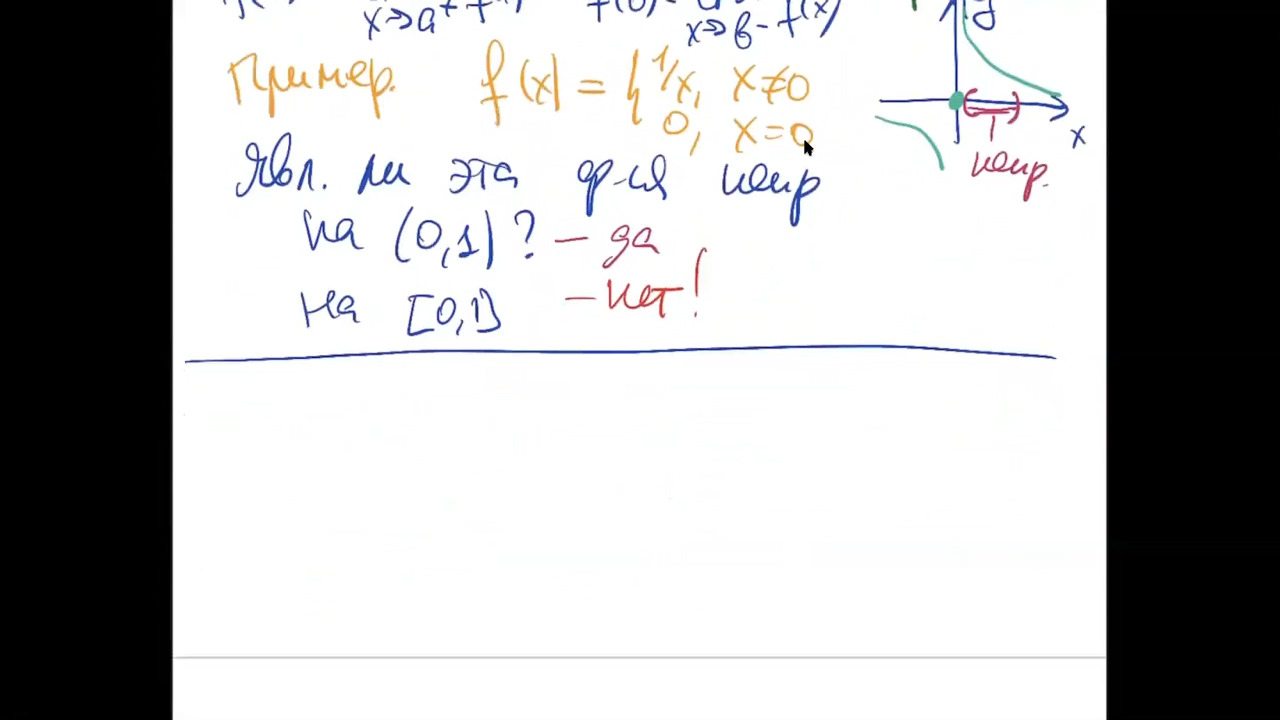 x→a+ f(0) x→b- f(x)
y
Пример. f(x) = { 1/x, x≠0
0, x=0
x
непр.
Явл. ли эта ф-ия непр
на (0,1)? – да
На [0,1] – нет!